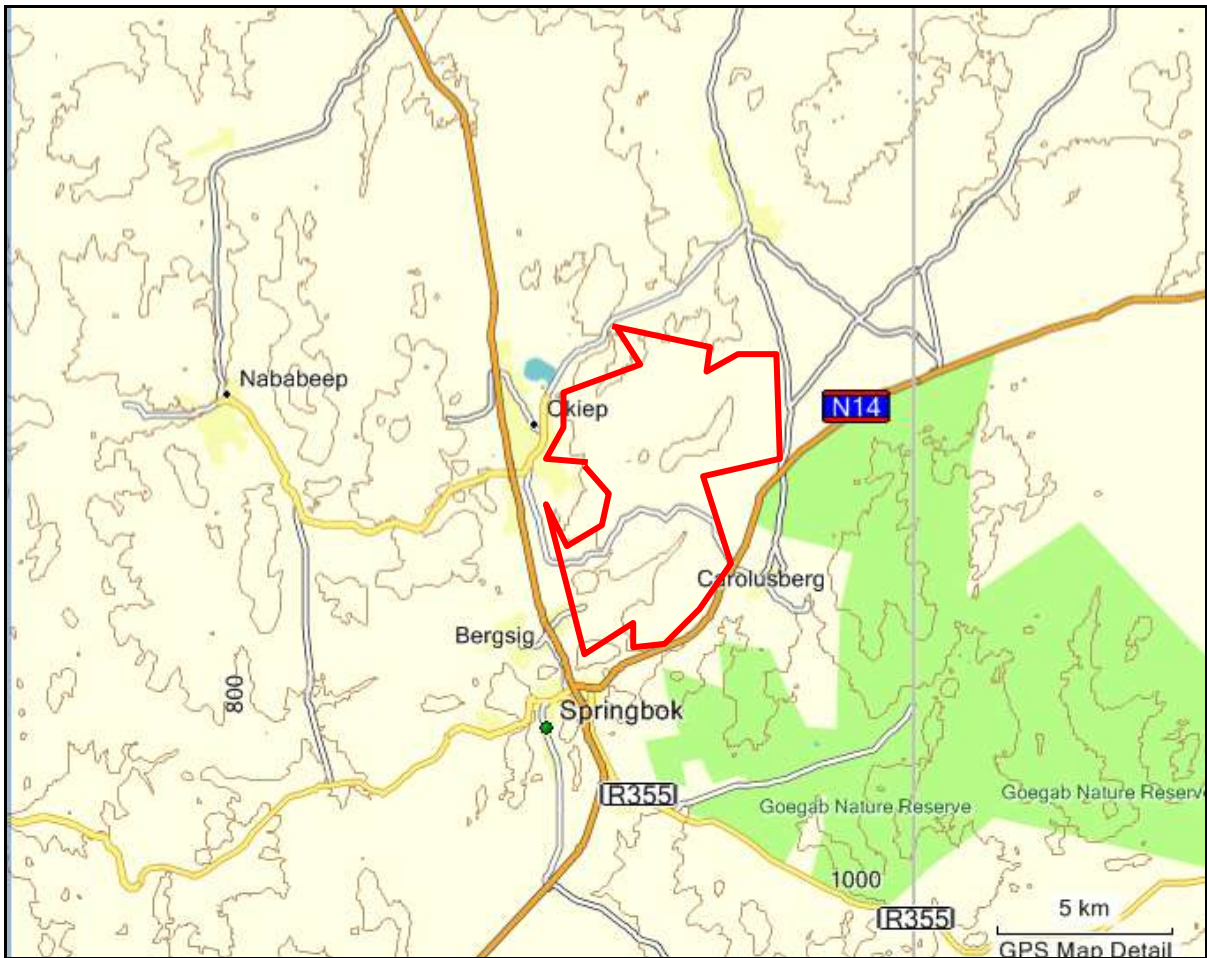 Nababeep
Okiep
N14
Carolusberg
Bergsig
800
Springbok
R355
Goegab Nature Reserve
Goegab Nature Reserv
1000
R355
5 km
GPS Map Detail